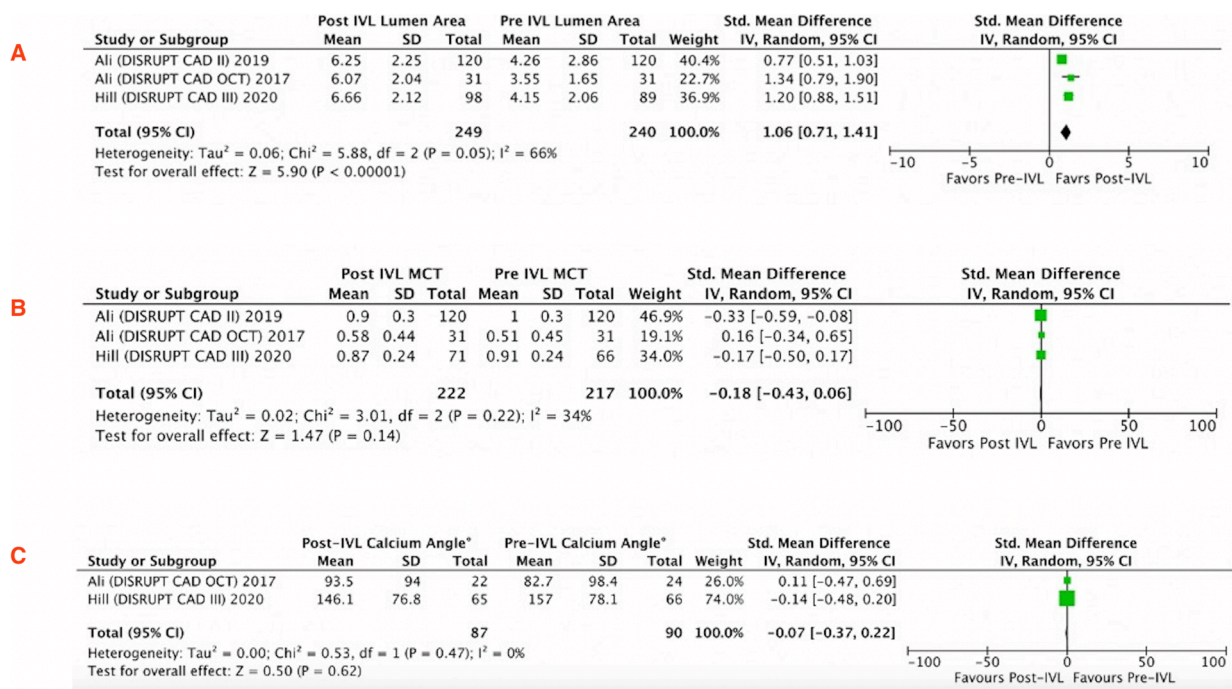 A
Post IVL Lumen Area Pre IVL Lumen Area Std. Mean Difference Std. Mean Difference
Study or Subgroup Mean SD Total Mean SD Total Weight IV, Random, 95% CI IV, Random, 95% CI
Ali (DISRUPT CAD II) 2019 6.25 2.25 120 4.26 2.86 120 40.4% 0.77 [0.51, 1.03]
Ali (DISRUPT CAD OCT) 2017 6.07 2.04 31 3.55 1.65 31 22.7% 1.34 [0.79, 1.90]
Hill (DISRUPT CAD III) 2020 6.66 2.12 98 4.15 2.06 89 36.9% 1.20 [0.88, 1.51]
Total (95% CI) 249 240 100.0% 1.06 [0.71, 1.41]
Heterogeneity: Tau² = 0.06; Chi² = 5.88, df = 2 (P = 0.05); I² = 66%
Test for overall effect: Z = 5.90 (P < 0.00001)
-10 -5 0 5 10
Favors Pre-IVL Favrs Post-IVL
B
Post IVL MCT Pre IVL MCT Std. Mean Difference Std. Mean Difference
Study or Subgroup Mean SD Total Mean SD Total Weight IV, Random, 95% CI IV, Random, 95% CI
Ali (DISRUPT CAD II) 2019 0.9 0.3 120 1 0.3 120 46.9% -0.33 [-0.59, -0.08]
Ali (DISRUPT CAD OCT) 2017 0.58 0.44 31 0.51 0.45 31 19.1% 0.16 [-0.34, 0.65]
Hill (DISRUPT CAD III) 2020 0.87 0.24 71 0.91 0.24 66 34.0% -0.17 [-0.50, 0.17]
Total (95% CI) 222 217 100.0% -0.18 [-0.43, 0.06]
Heterogeneity: Tau² = 0.02; Chi² = 3.01, df = 2 (P = 0.22); I² = 34%
Test for overall effect: Z = 1.47 (P = 0.14)
-100 -50 0 50 100
Favors Post IVL Favors Pre IVL
C
Post-IVL Calcium Angle° Pre-IVL Calcium Angle° Std. Mean Difference Std. Mean Difference
Study or Subgroup Mean SD Total Mean SD Total Weight IV, Random, 95% CI IV, Random, 95% CI
Ali (DISRUPT CAD OCT) 2017 93.5 94 22 82.7 98.4 24 26.0% 0.11 [-0.47, 0.69]
Hill (DISRUPT CAD III) 2020 146.1 76.8 65 157 78.1 66 74.0% -0.14 [-0.48, 0.20]
Total (95% CI) 87 90 100.0% -0.07 [-0.37, 0.22]
Heterogeneity: Tau² = 0.00; Chi² = 0.53, df = 1 (P = 0.47); I² = 0%
Test for overall effect: Z = 0.50 (P = 0.62)
-100 -50 0 50 100
Favours Post-IVL Favours Pre-IVL